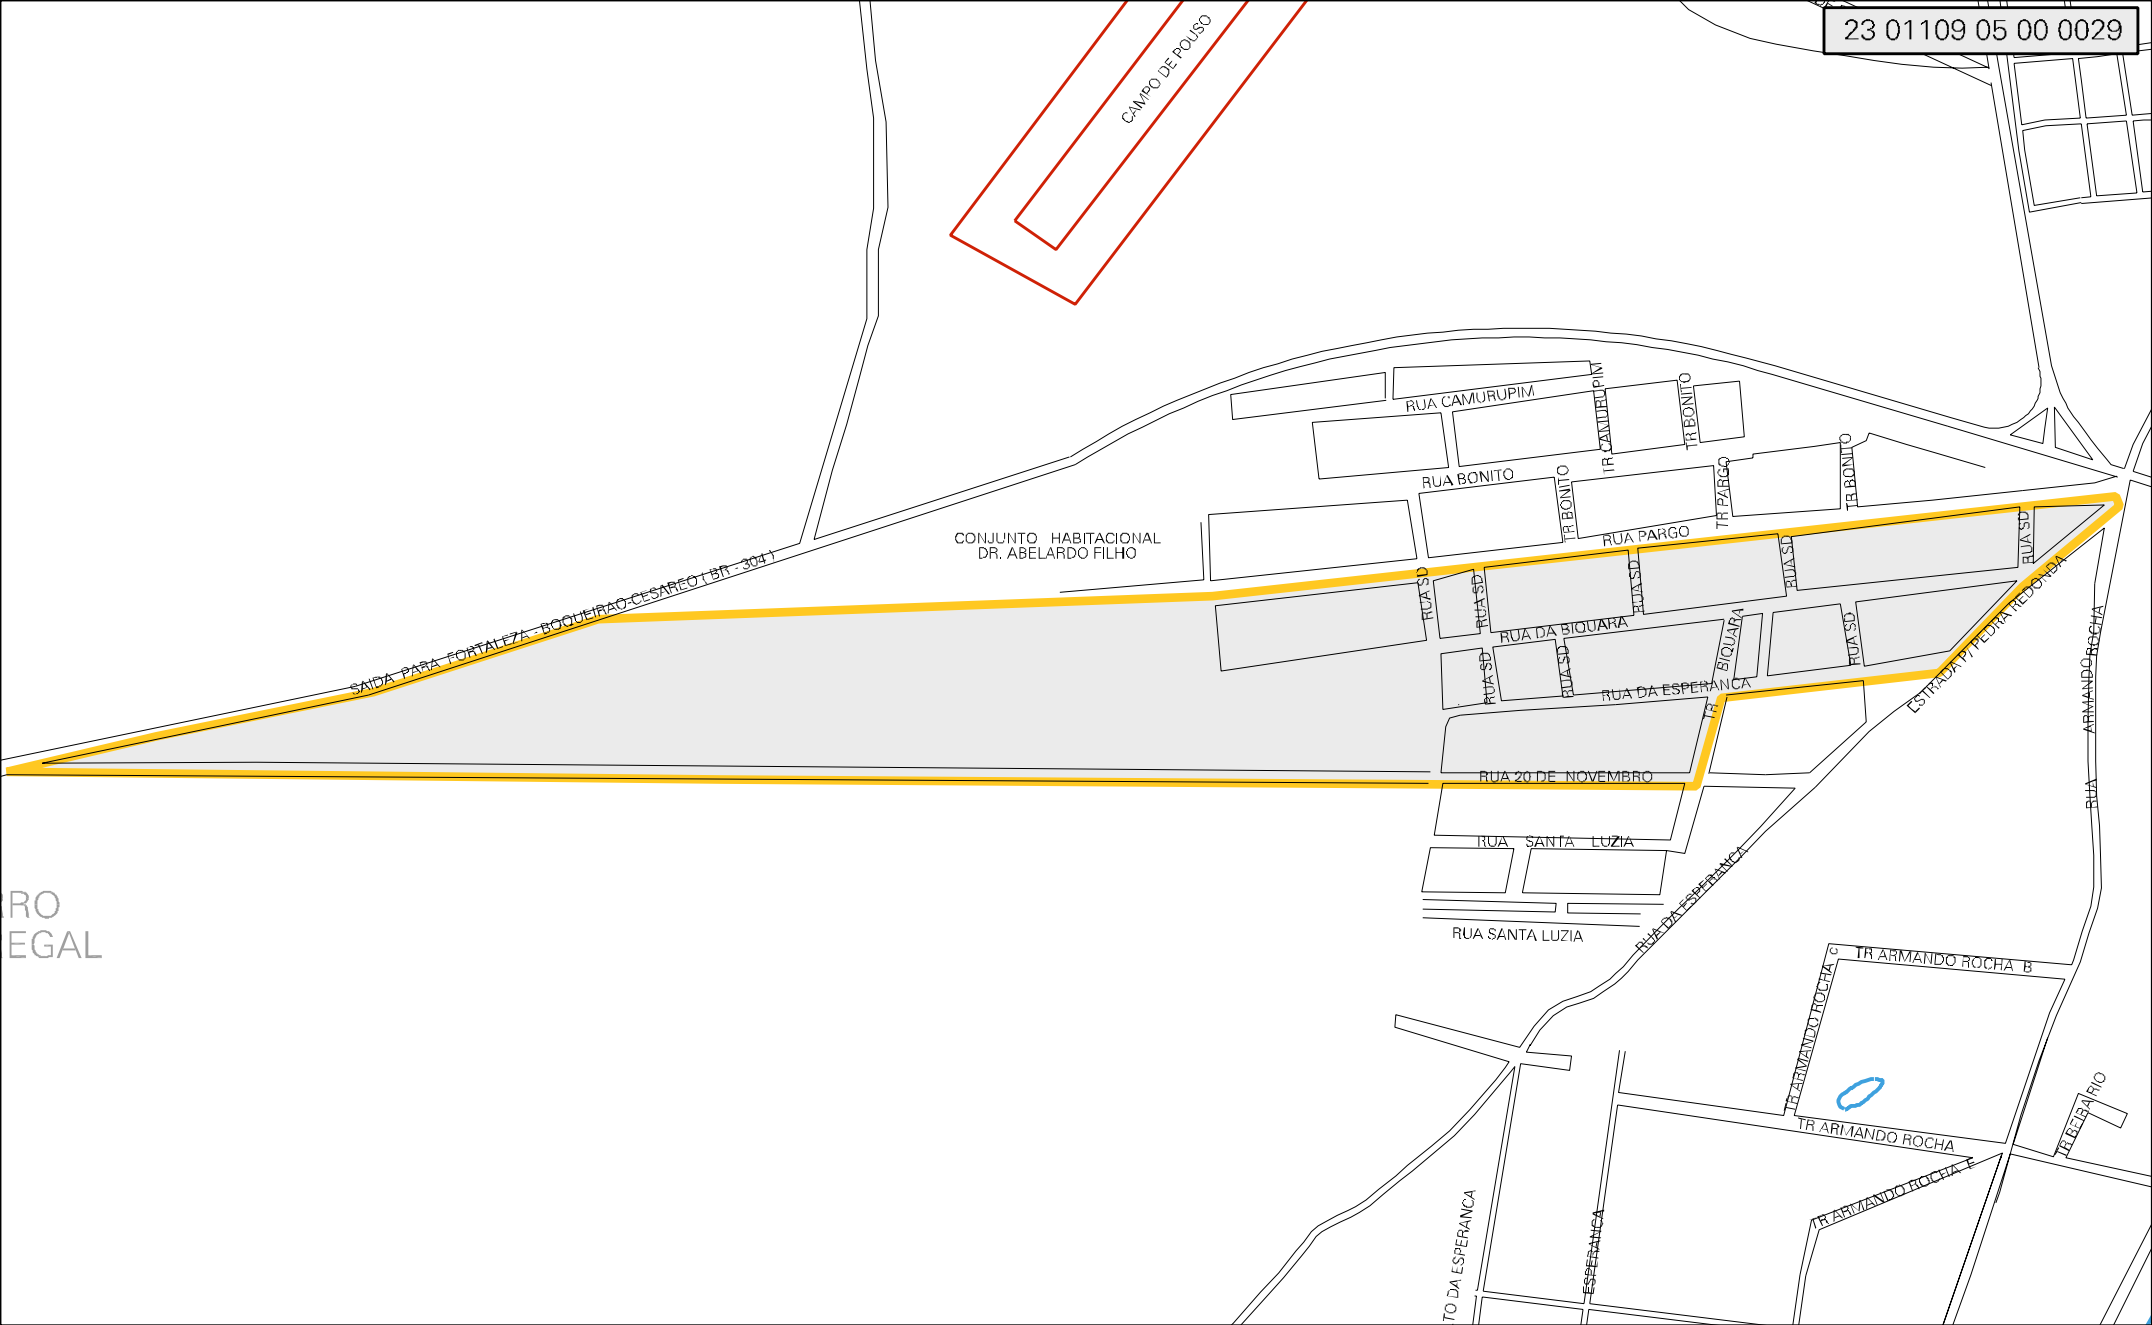 23 01109 05 00 0029
CAMPO DE POUSO
RUA CAMURUPIM
TR CAMURUPIM
TR BONITO
RUA BONITO
TR BONITO
TR PARGO
TR BONITO
RUA PARGO
CONJUNTO HABITACIONAL
DR. ABELARDO FILHO
SAIDA PARA FORTALEZA - BOQUEIRAO-CESAREO ( BR - 304 )
RUA SD
RUA SD
RUA SD
RUA SD
RUA SD
RUA DA BIQUARA
TR BIQUARA
RUA SD
RUA SD
RUA SD
RUA DA ESPERANCA
ESTRADA P/ PEDRA REDONDA
RUA ARMANDO ROCHA
RUA 20 DE NOVEMBRO
RUA SANTA LUZIA
RUA SANTA LUZIA
RUA DA ESPERANCA
RRO
EGAL
TR ARMANDO ROCHA B
TR ARMANDO ROCHA C
TR ARMANDO ROCHA
TR ARMANDO ROCHA E
TR BEIRA RIO
TO DA ESPERANCA
ESPERANCA